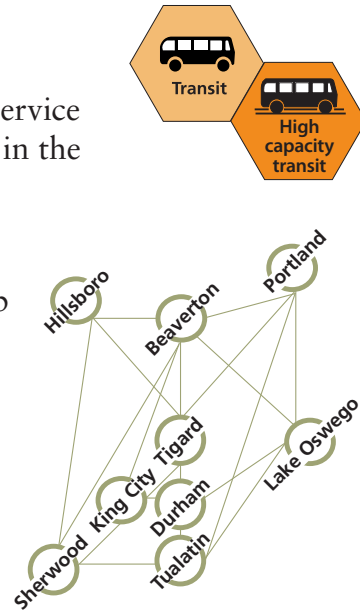 Transit
High
capacity
transit
ervice
in the
Portland
Hillsboro
Beaverton
Tigard
Lake Oswego
King City
Durham
Sherwood
Tualatin